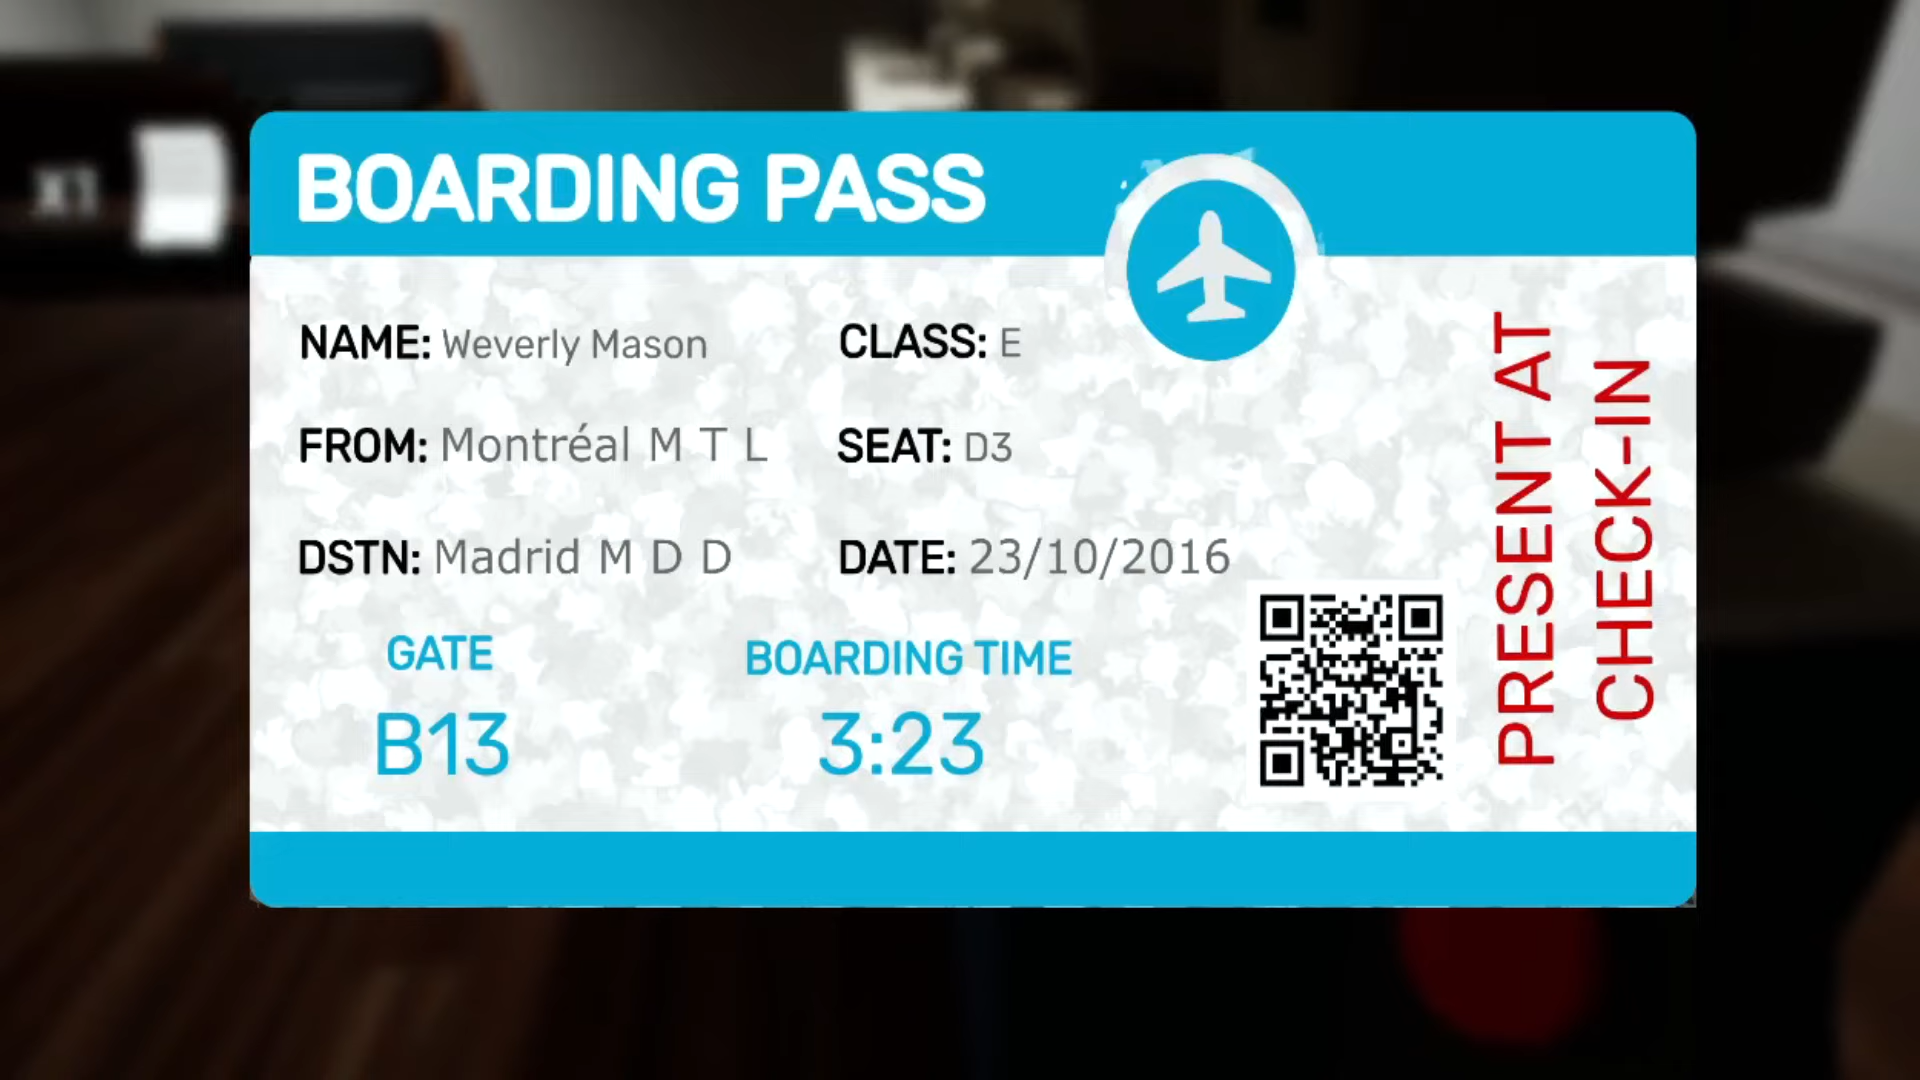 X1
BOARDING PASS
NAME: Weverly Mason
CLASS: E
FROM: Montréal M T L
SEAT: D3
DSTN: Madrid M D D
DATE: 23/10/2016
GATE
BOARDING TIME
B13
3:23
PRESENT AT
CHECK-IN